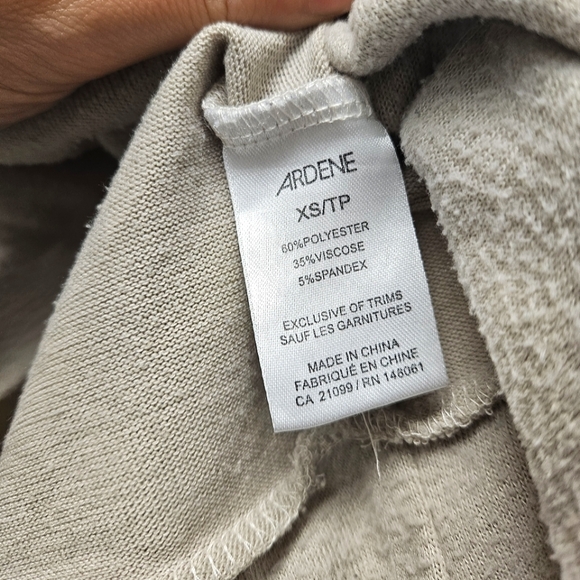 ARDENE
XS/TP
60%POLYESTER
35%VISCOSE
5%SPANDEX
EXCLUSIVE OF TRIMS
SAUF LES GARNITURES
MADE IN CHINA
FABRIQUÉ EN CHINE
CA 21099 / RN 148061